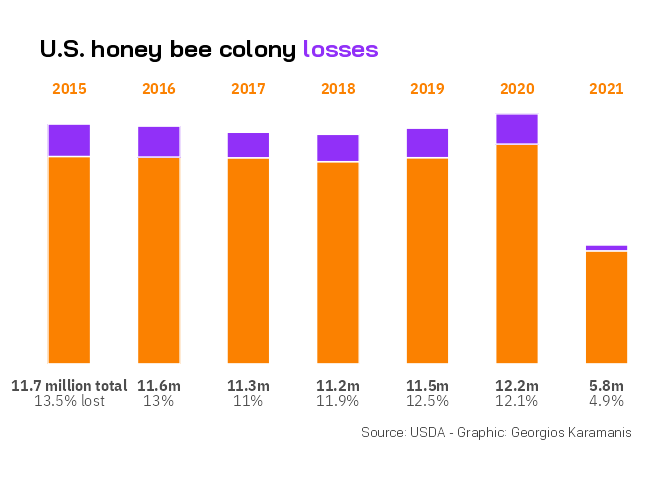 U.S. honey bee colony losses
2015 2016 2017 2018 2019 2020 2021
11.7 million total 11.6m 11.3m 11.2m 11.5m 12.2m 5.8m
13.5% lost 13% 11% 11.9% 12.5% 12.1% 4.9%
Source: USDA - Graphic: Georgios Karamanis